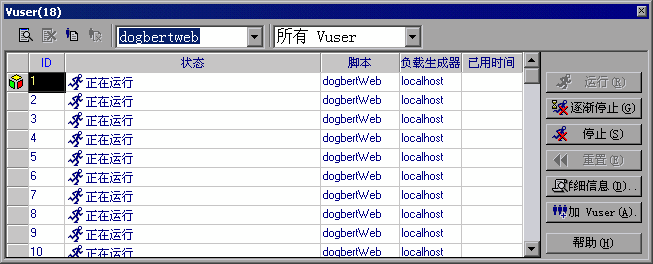 Vuser(18)
dogbertweb 所有 Vuser
ID 状态 脚本 负载生成器 已用时间
1 正在运行 dogbertWeb localhost
2 正在运行 dogbertWeb localhost
3 正在运行 dogbertWeb localhost
4 正在运行 dogbertWeb localhost
5 正在运行 dogbertWeb localhost
6 正在运行 dogbertWeb localhost
7 正在运行 dogbertWeb localhost
8 正在运行 dogbertWeb localhost
9 正在运行 dogbertWeb localhost
10 正在运行 dogbertWeb localhost
运行(R)
逐渐停止(G)
停止(S)
重置(E)
详细信息(D)..
加 Vuser(A).
帮助(H)